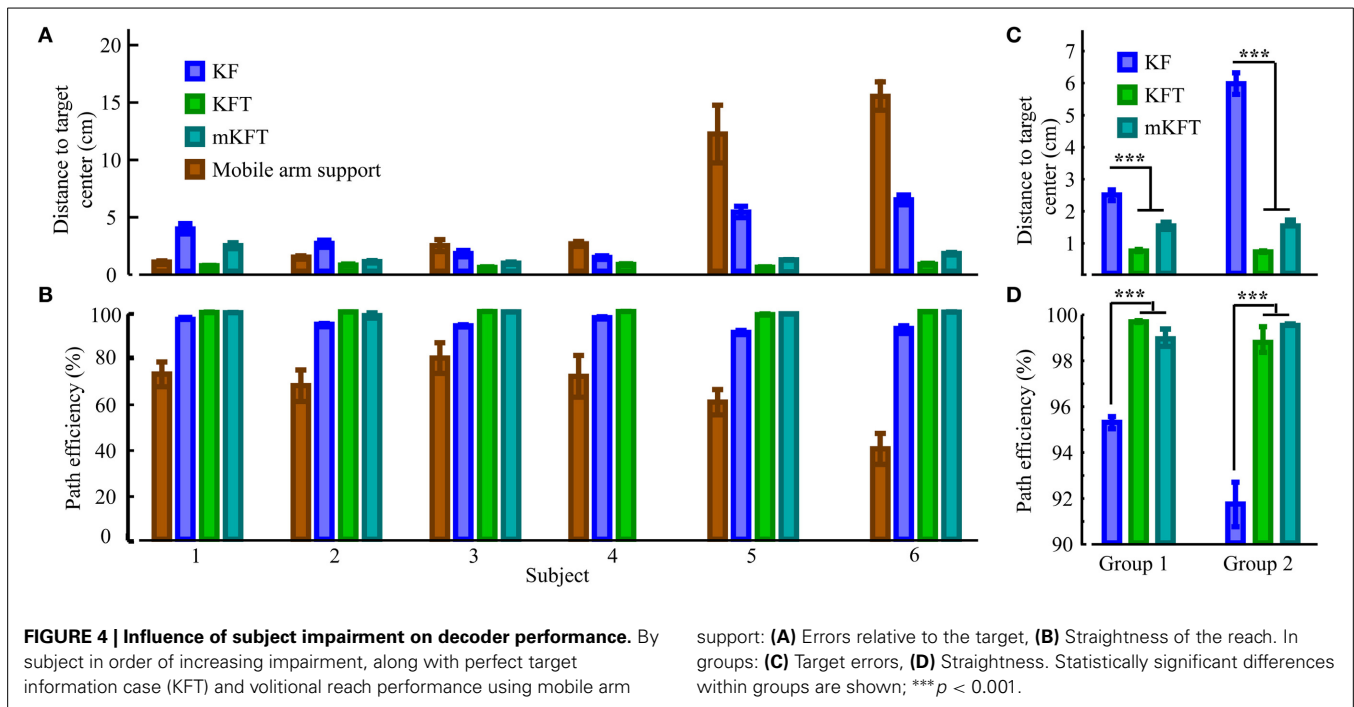 A
20
15
10
5
0
Distance to target
center (cm)
KF
KFT
mKFT
Mobile arm support
B
100
80
60
40
20
0
Path efficiency (%)
1 2 3 4 5 6
Subject
C
7
6
5
4
3
2
1
Distance to target
center (cm)
KF
KFT
mKFT
***
***
D
100
98
96
94
92
90
Path efficiency (%)
***
***
Group 1 Group 2
FIGURE 4 | Influence of subject impairment on decoder performance. By
subject in order of increasing impairment, along with perfect target
information case (KFT) and volitional reach performance using mobile arm
support: (A) Errors relative to the target, (B) Straightness of the reach. In
groups: (C) Target errors, (D) Straightness. Statistically significant differences
within groups are shown; ***p < 0.001.